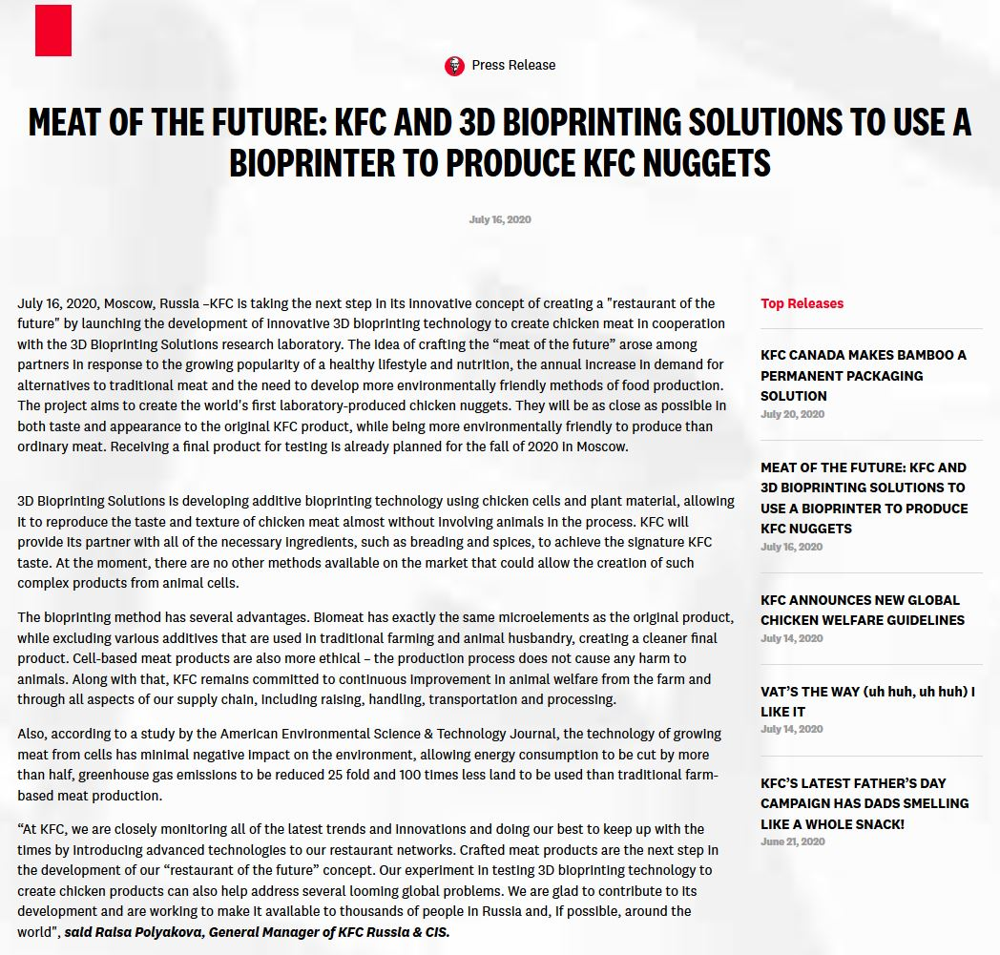 Press Release
MEAT OF THE FUTURE: KFC AND 3D BIOPRINTING SOLUTIONS TO USE A
BIOPRINTER TO PRODUCE KFC NUGGETS
July 16, 2020
July 16, 2020, Moscow, Russia –KFC is taking the next step in its innovative concept of creating a "restaurant of the
future" by launching the development of innovative 3D bioprinting technology to create chicken meat in cooperation
with the 3D Bioprinting Solutions research laboratory. The idea of crafting the “meat of the future” arose among
partners in response to the growing popularity of a healthy lifestyle and nutrition, the annual increase in demand for
alternatives to traditional meat and the need to develop more environmentally friendly methods of food production.
The project aims to create the world's first laboratory-produced chicken nuggets. They will be as close as possible in
both taste and appearance to the original KFC product, while being more environmentally friendly to produce than
ordinary meat. Receiving a final product for testing is already planned for the fall of 2020 in Moscow.
3D Bioprinting Solutions is developing additive bioprinting technology using chicken cells and plant material, allowing
it to reproduce the taste and texture of chicken meat almost without involving animals in the process. KFC will
provide its partner with all of the necessary ingredients, such as breading and spices, to achieve the signature KFC
taste. At the moment, there are no other methods available on the market that could allow the creation of such
complex products from animal cells.
The bioprinting method has several advantages. Biomeat has exactly the same microelements as the original product,
while excluding various additives that are used in traditional farming and animal husbandry, creating a cleaner final
product. Cell-based meat products are also more ethical – the production process does not cause any harm to
animals. Along with that, KFC remains committed to continuous improvement in animal welfare from the farm and
through all aspects of our supply chain, including raising, handling, transportation and processing.
Also, according to a study by the American Environmental Science & Technology Journal, the technology of growing
meat from cells has minimal negative impact on the environment, allowing energy consumption to be cut by more
than half, greenhouse gas emissions to be reduced 25 fold and 100 times less land to be used than traditional farm-
based meat production.
“At KFC, we are closely monitoring all of the latest trends and innovations and doing our best to keep up with the
times by introducing advanced technologies to our restaurant networks. Crafted meat products are the next step in
the development of our “restaurant of the future” concept. Our experiment in testing 3D bioprinting technology to
create chicken products can also help address several looming global problems. We are glad to contribute to its
development and are working to make it available to thousands of people in Russia and, if possible, around the
world", said Raisa Polyakova, General Manager of KFC Russia & CIS.
Top Releases
KFC CANADA MAKES BAMBOO A
PERMANENT PACKAGING
SOLUTION
July 20, 2020
MEAT OF THE FUTURE: KFC AND
3D BIOPRINTING SOLUTIONS TO
USE A BIOPRINTER TO PRODUCE
KFC NUGGETS
July 16, 2020
KFC ANNOUNCES NEW GLOBAL
CHICKEN WELFARE GUIDELINES
July 14, 2020
VAT’S THE WAY (uh huh, uh huh) I
LIKE IT
July 14, 2020
KFC’S LATEST FATHER’S DAY
CAMPAIGN HAS DADS SMELLING
LIKE A WHOLE SNACK!
June 21, 2020